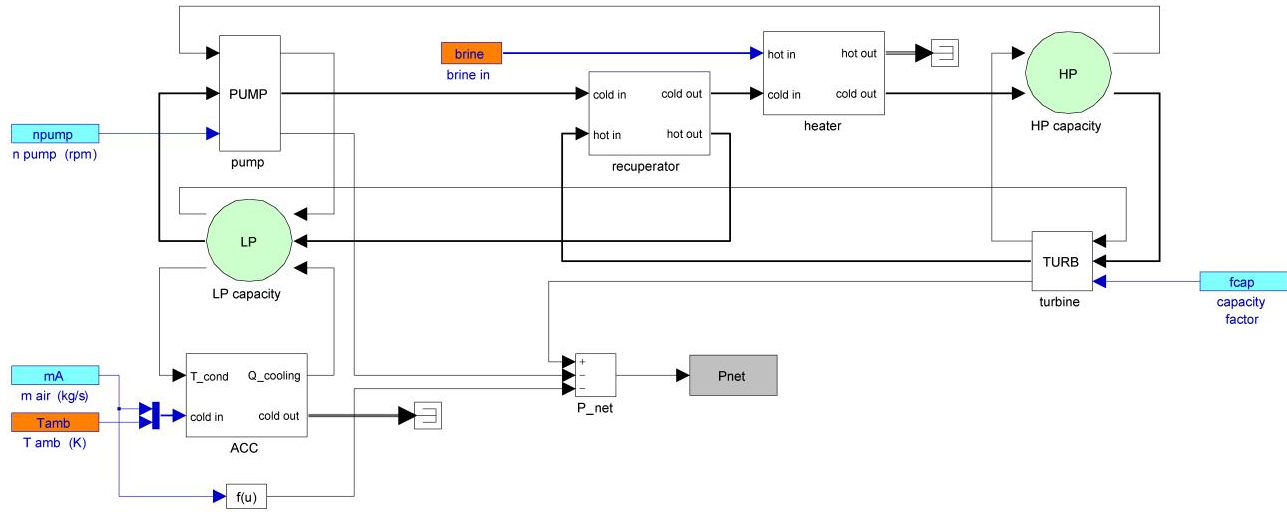 PUMP
pump
npump
n pump (rpm)
brine
brine in
hot in
hot out
cold in
cold out
heater
cold in
cold out
hot in
hot out
recuperator
HP
HP capacity
LP
LP capacity
TURB
turbine
fcap
capacity
factor
T_cond
Q_cooling
cold in
cold out
ACC
mA
m air (kg/s)
Tamb
T amb (K)
f(u)
+
−
−
P_net
Pnet